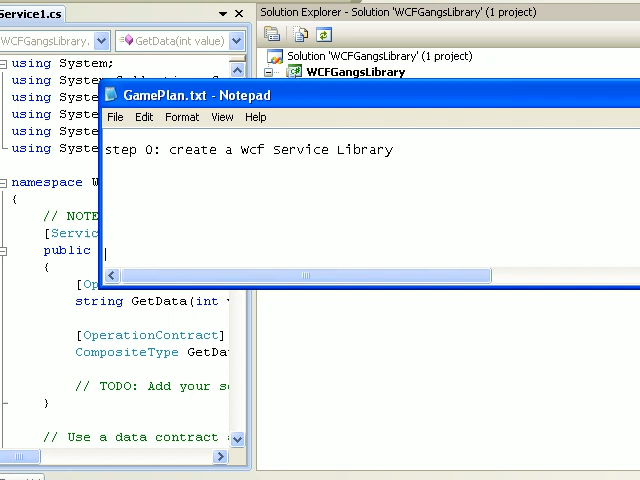 Service1.cs
Solution Explorer - Solution 'WCFGangsLibrary' (1 project)
WCFGangsLibrary.
GetData(int value)
Solution 'WCFGangsLibrary' (1 project)
WCFGangsLibrary
using System;
using System
using System
using System
using System
using System
GamePlan.txt - Notepad
File Edit Format View Help
step 0: create a Wcf Service Library
namespace W
{
// NOTE
[Servic
public
{
[Op
string GetData(int
[OperationContract]
CompositeType GetDa
// TODO: Add your se
}
// Use a data contract